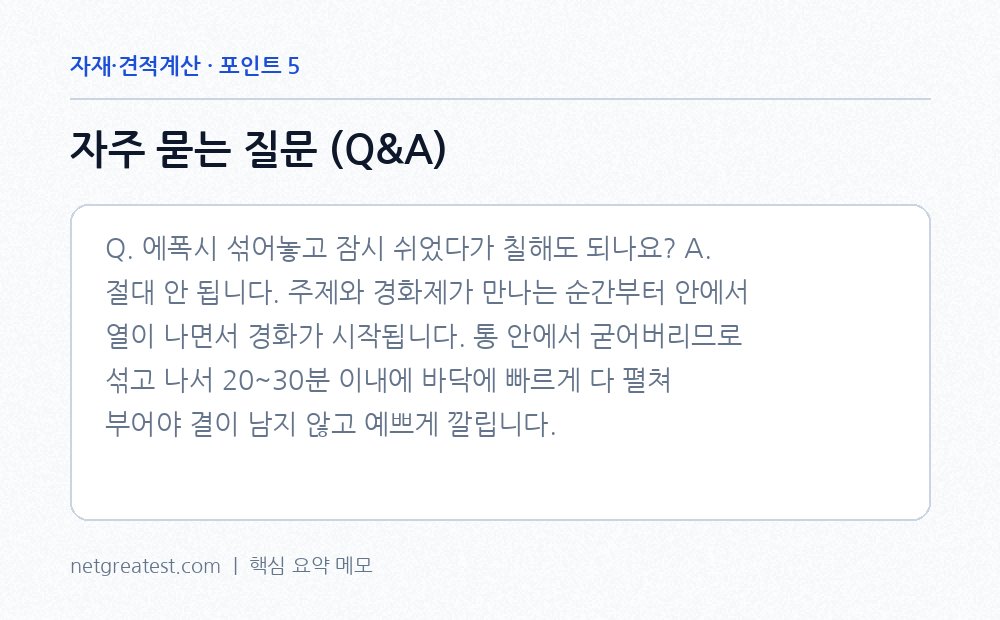 자재·견적계산 · 포인트 5
자주 묻는 질문 (Q&A)
Q. 에폭시 섞어놓고 잠시 쉬었다가 칠해도 되나요? A.
절대 안 됩니다. 주제와 경화제가 만나는 순간부터 안에서
열이 나면서 경화가 시작됩니다. 통 안에서 굳어버리므로
섞고 나서 20~30분 이내에 바닥에 빠르게 다 펼쳐
부어야 결이 남지 않고 예쁘게 깔립니다.
netgreatest.com | 핵심 요약 메모